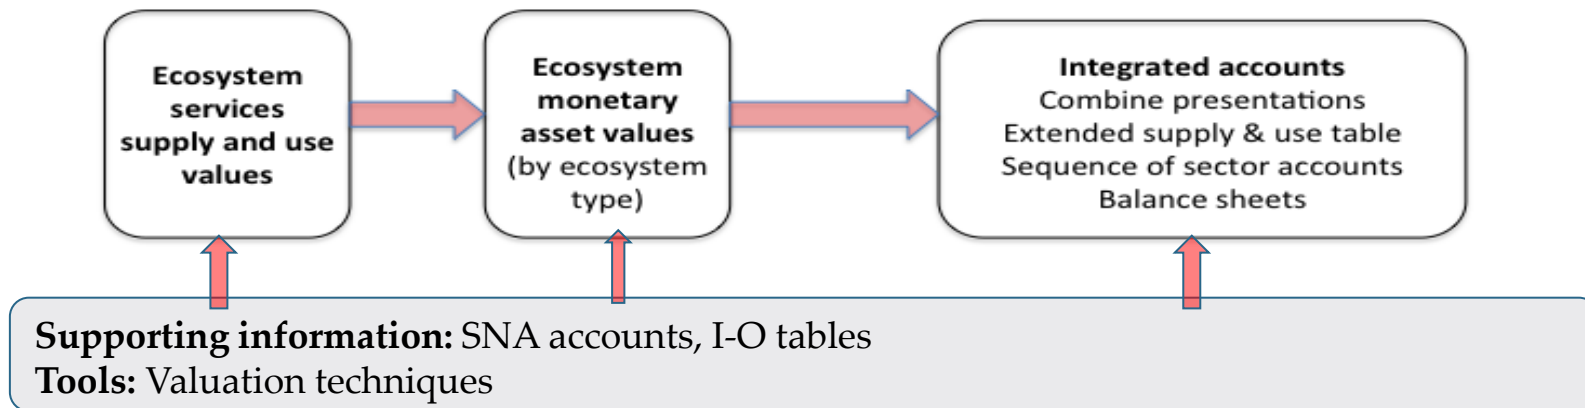 Ecosystem
services
supply and use
values
Ecosystem
monetary
asset values
(by ecosystem
type)
Integrated accounts
Combine presentations
Extended supply & use table
Sequence of sector accounts
Balance sheets
Supporting information: SNA accounts, I-O tables
Tools: Valuation techniques